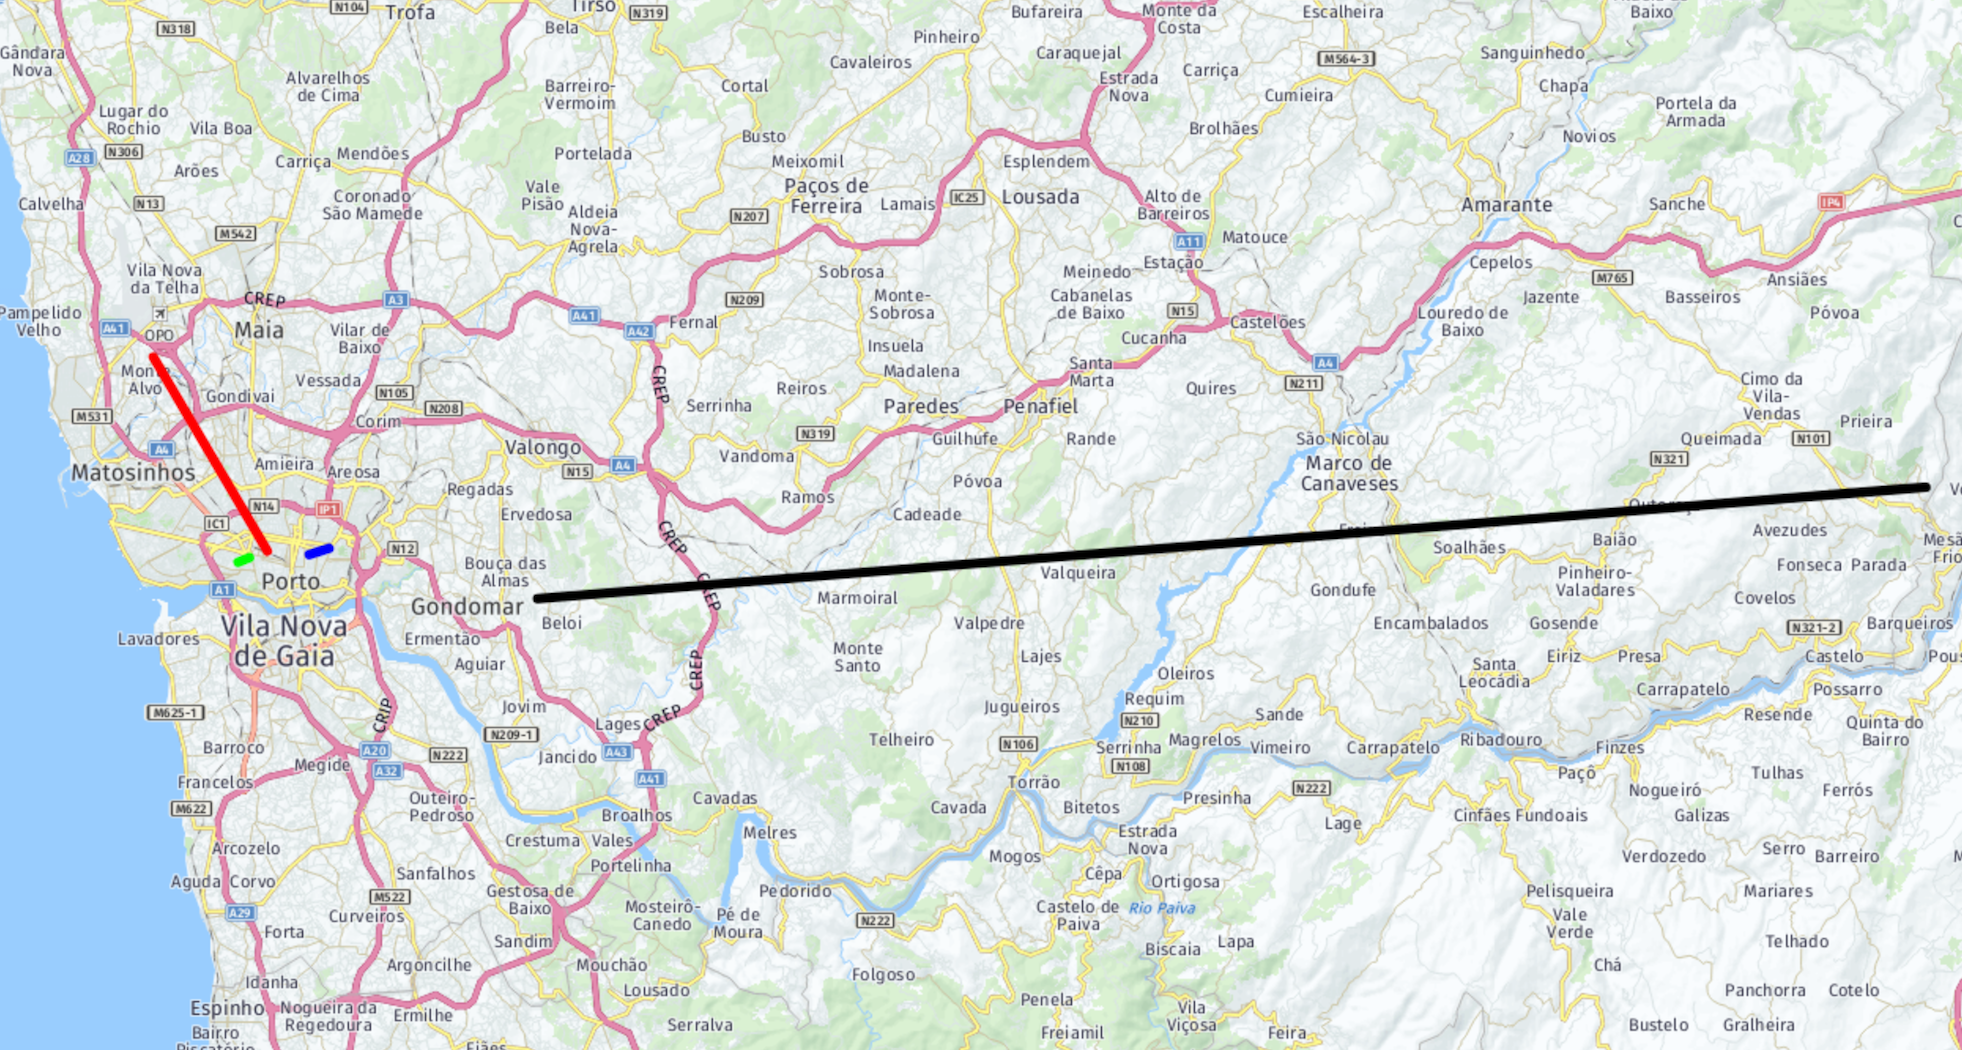 N104
Trofa
Tirso
N319
Bufareira
Monte da
Costa
Escalheira
Baixo
N318
Bela
Pinheiro
Caraquejal
Sanguinhedo
Gândara
Nova
Alvarelhos
de Cima
Barreiro-
Vermoim
Cortal
Cavaleiros
Estrada
Nova
Carriça
M564-3
Cumieira
Chapa
Portela da
Armada
Lugar do
Rochio
Vila Boa
Busto
Brolhães
Novios
A28
N306
Arões
Carriça
Mendões
Portelada
Meixomil
Esplendem
Calvelha
N13
Coronado
São Mamede
Vale
Pisão
Aldeia
Nova-
Agrela
N207
Paços de
Ferreira
Lamais
IC25
Lousada
Alto de
Barreiros
Amarante
Sanche
IP4
M542
A11
Matouce
Vila Nova
da Telha
CREP
A3
Sobrosa
Meinedo
Estação
Cepelos
M765
Ansiães
Pampelido
Velho
A41
OPO
Maia
Vilar de
Baixo
A41
A42
Fernal
N209
Monte-
Sobrosa
Cabanelas
de Baixo
N15
Cucanha
Castelões
Louredo de
Baixo
Jazente
Basseiros
Póvoa
Alvo
Vessada
Gondivai
N105
N208
CREP
Insuela
Madalena
Santa
Marta
A4
N211
Quires
Cimo da
Vila-
Vendas
M531
Corim
Serrinha
Reiros
Paredes
Penafiel
Prieira
A4
Matosinhos
Amieira
Areosa
Valongo
N15
A4
Vandoma
N319
Guilhufe
Rande
São Nicolau
Marco de
Canaveses
Queimada
N101
N321
Regadas
Póvoa
Ramos
IC1
N14
IP1
Ervedosa
CREP
Cadeade
Avezudes
N12
Bouça das
Almas
Valqueira
Soalhães
Baião
Porto
A1
Gondomar
Beloi
Marmoiral
Gondufe
Pinheiro-
Valadares
Fonseca Parada
Covelos
Lavadores
Vila Nova
de Gaia
Ermentão
Valpedre
Encambalados
Gosende
N321-2
Barqueiros
Aguiar
CREP
Monte
Santo
Lajes
Oleiros
Santa
Leocádia
Eiriz
Presa
Castelo
M625-1
CRIP
Jovim
Lages
CREP
Jugueiros
Requim
N210
Sande
Carrapatelo
Possarro
Resende
Quinta do
Bairro
Barroco
A20
N222
N209-1
Jancido
A43
Telheiro
N106
Serrinha
Magrelos
Vimeiro
Carrapatelo
Ribadouro
Finzes
Francelos
Megide
A32
A41
Torrão
N108
Paçô
Tulhas
M622
Outeiro-
Pedroso
Broalhos
Cavadas
Cavada
Bitetos
Presinha
N222
Nogueiró
Ferrós
Arcozelo
Crestuma
Vales
Melres
Estrada
Nova
Lage
Cinfães Fundoais
Galizas
Aguda
Corvo
Sanfalhos
Portelinha
Mogos
Verdozedo
Serro
Barreiro
A29
M522
Curveiros
Gestosa de
Baixo
Pedorido
Cêpa
Ortigosa
Pelisqueira
Mariares
Forta
Sandim
Mosteirô-
Canedo
Pé de
Moura
N222
Castelo de
Paiva
Rio Paiva
Vale
Verde
Telhado
Idanha
Argoncilhe
Mouchão
Folgoso
Biscaia
Lapa
Chá
Espinho
Nogueira da
Regedoura
Ermilhe
Lousado
Penela
Vila
Viçosa
Panchorra
Cotelo
Bairro
Serralva
Freiamil
Feira
Bustelo
Gralheira